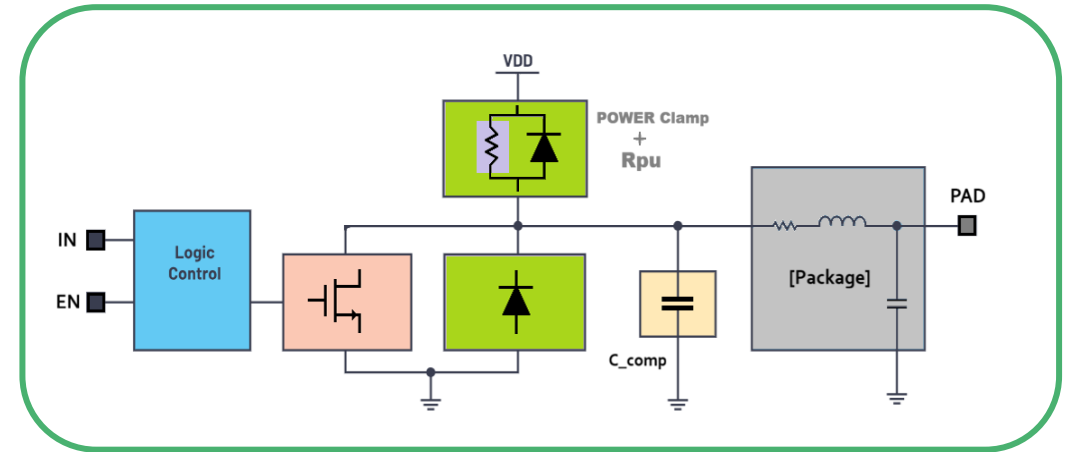 VDD
POWER Clamp
+
Rpu
PAD
IN
Logic
Control
EN
[Package]
C_comp